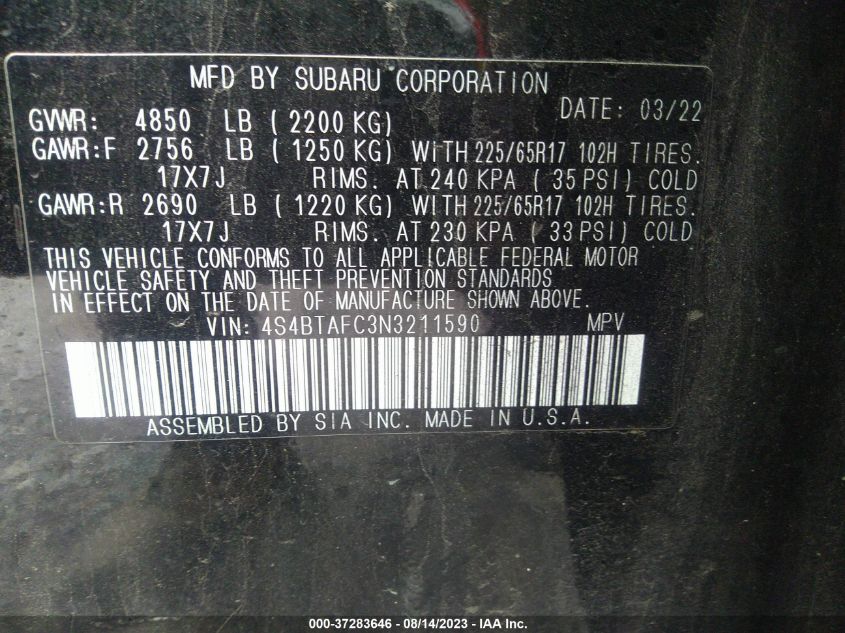 MFD BY SUBARU CORPORATION
DATE: 03/22
GVWR: 4850 LB ( 2200 KG)
GAWR:F 2756 LB ( 1250 KG) WITH 225/65R17 102H TIRES.
17X7J RIMS. AT 240 KPA ( 35 PSI) COLD
GAWR:R 2690 LB ( 1220 KG) WITH 225/65R17 102H TIRES.
17X7J RIMS. AT 230 KPA ( 33 PSI) COLD
THIS VEHICLE CONFORMS TO ALL APPLICABLE FEDERAL MOTOR
VEHICLE SAFETY AND THEFT PREVENTION STANDARDS
IN EFFECT ON THE DATE OF MANUFACTURE SHOWN ABOVE.
VIN: 4S4BTAFC3N3211590 MPV
ASSEMBLED BY SIA INC. MADE IN U.S.A.
000-37283646 - 08/14/2023 - IAA Inc.